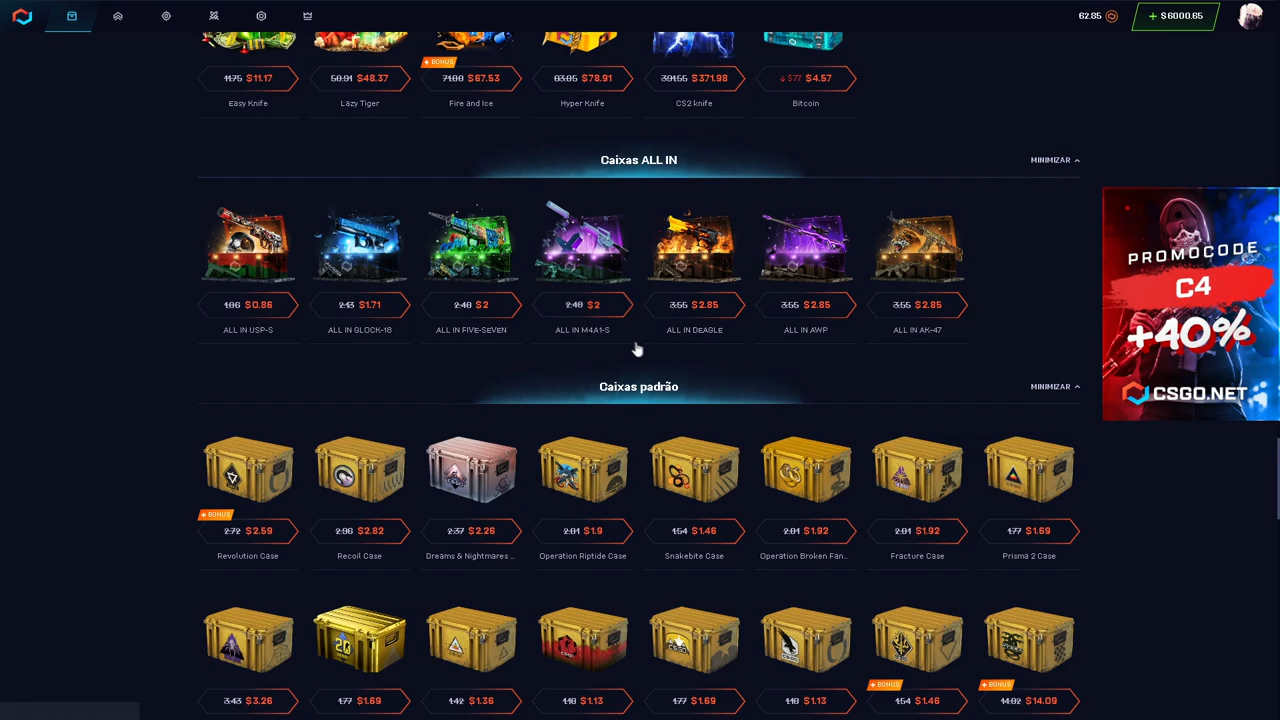 62.85
+ $6000.65
11.75 $11.17
50.91 $48.37
+ BONUS
71.08 $67.53
83.05 $78.91
391.55 $371.98
$77 $4.57
Easy Knife
Lazy Tiger
Fire and Ice
Hyper Knife
CS2 knife
Bitcoin
Caixas ALL IN
MINIMIZAR
1.06 $0.86
2.13 $1.71
2.48 $2
2.48 $2
3.55 $2.85
3.55 $2.85
3.55 $2.85
ALL IN USP-S
ALL IN GLOCK-18
ALL IN FIVE-SEVEN
ALL IN M4A1-S
ALL IN DEAGLE
ALL IN AWP
ALL IN AK-47
PROMOCODE
C4
+40%
CSGO.NET
Caixas padrão
MINIMIZAR
+ BONUS
2.72 $2.59
2.96 $2.82
2.37 $2.26
2.01 $1.9
1.54 $1.46
2.01 $1.92
2.01 $1.92
1.77 $1.69
Revolution Case
Recoil Case
Dreams & Nightmares ...
Operation Riptide Case
Snakebite Case
Operation Broken Fan...
Fracture Case
Prisma 2 Case
+ BONUS
+ BONUS
3.43 $3.26
1.77 $1.69
1.42 $1.36
1.18 $1.13
1.77 $1.69
1.18 $1.13
1.54 $1.46
14.82 $14.09